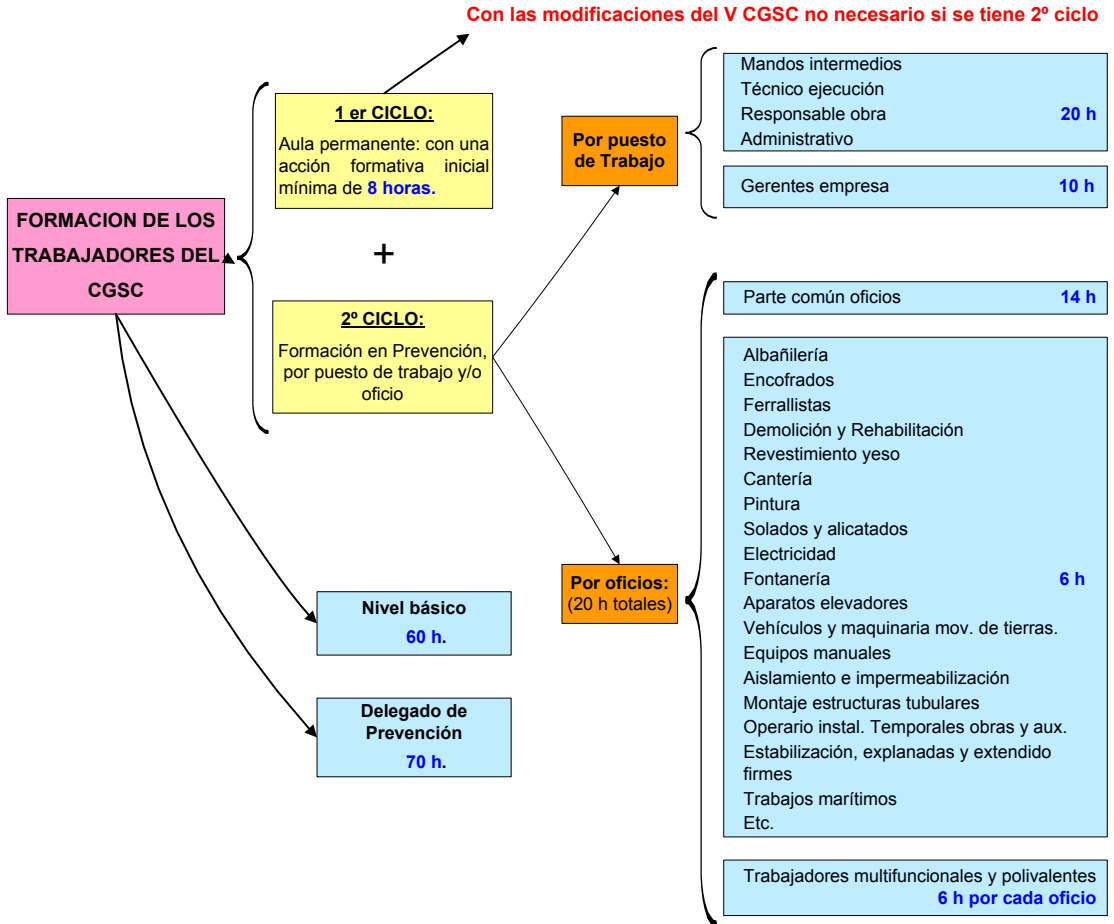 Con las modificaciones del V CGSC no necesario si se tiene 2º ciclo
FORMACION DE LOS
TRABAJADORES DEL
CGSC
1 er CICLO:
Aula permanente: con una
acción formativa inicial
mínima de 8 horas.
+
2º CICLO:
Formación en Prevención,
por puesto de trabajo y/o
oficio
Nivel básico
60 h.
Delegado de
Prevención
70 h.
Por puesto
de Trabajo
Mandos intermedios
Técnico ejecución
Responsable obra 20 h
Administrativo
Gerentes empresa 10 h
Por oficios:
(20 h totales)
Parte común oficios 14 h
Albañilería
Encofrados
Ferrallistas
Demolición y Rehabilitación
Revestimiento yeso
Cantería
Pintura
Solados y alicatados
Electricidad
Fontanería 6 h
Aparatos elevadores
Vehículos y maquinaria mov. de tierras.
Equipos manuales
Aislamiento e impermeabilización
Montaje estructuras tubulares
Operario instal. Temporales obras y aux.
Estabilización, explanadas y extendido
firmes
Trabajos marítimos
Etc.
Trabajadores multifuncionales y polivalentes
6 h por cada oficio